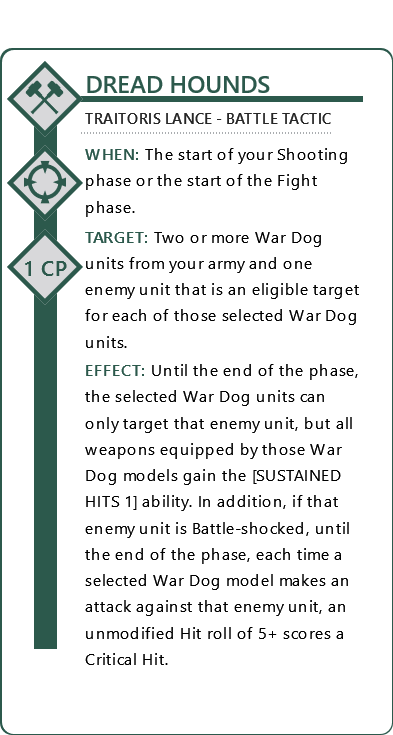 DREAD HOUNDS
TRAITORIS LANCE - BATTLE TACTIC
WHEN: The start of your Shooting
phase or the start of the Fight
phase.
TARGET: Two or more War Dog
1 CP
units from your army and one
enemy unit that is an eligible target
for each of those selected War Dog
units.
EFFECT: Until the end of the phase,
the selected War Dog units can
only target that enemy unit, but all
weapons equipped by those War
Dog models gain the [SUSTAINED
HITS 1] ability. In addition, if that
enemy unit is Battle-shocked, until
the end of the phase, each time a
selected War Dog model makes an
attack against that enemy unit, an
unmodified Hit roll of 5+ scores a
Critical Hit.